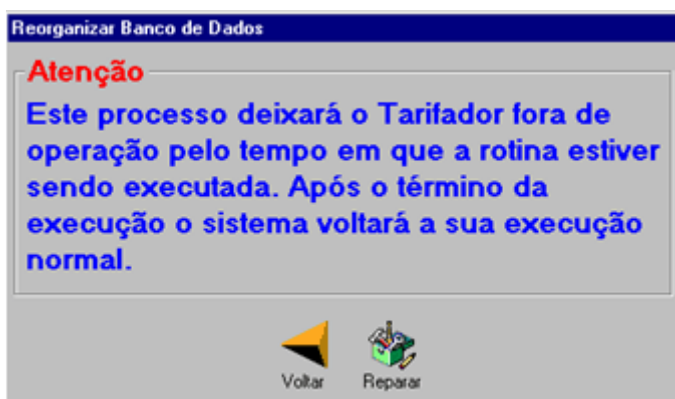 Reorganizar Banco de Dados
Atenção
Este processo deixará o Tarifador fora de
operação pelo tempo em que a rotina estiver
sendo executada. Após o término da
execução o sistema voltará a sua execução
normal.
Voltar
Reparar